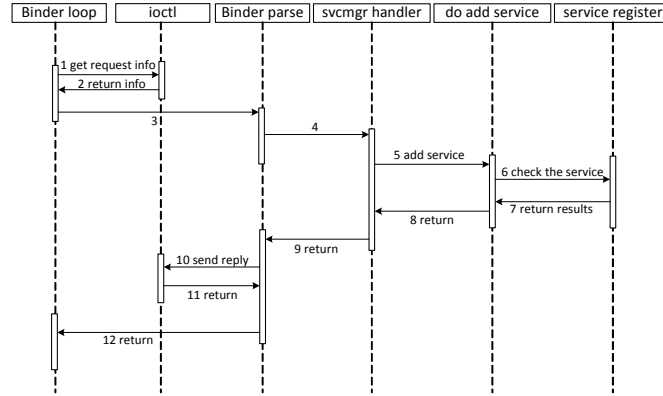 Binder loop
ioctl
Binder parse
svcmgr handler
do add service
service register
1 get request info
2 return info
3
4
5 add service
6 check the service
7 return results
8 return
9 return
10 send reply
11 return
12 return